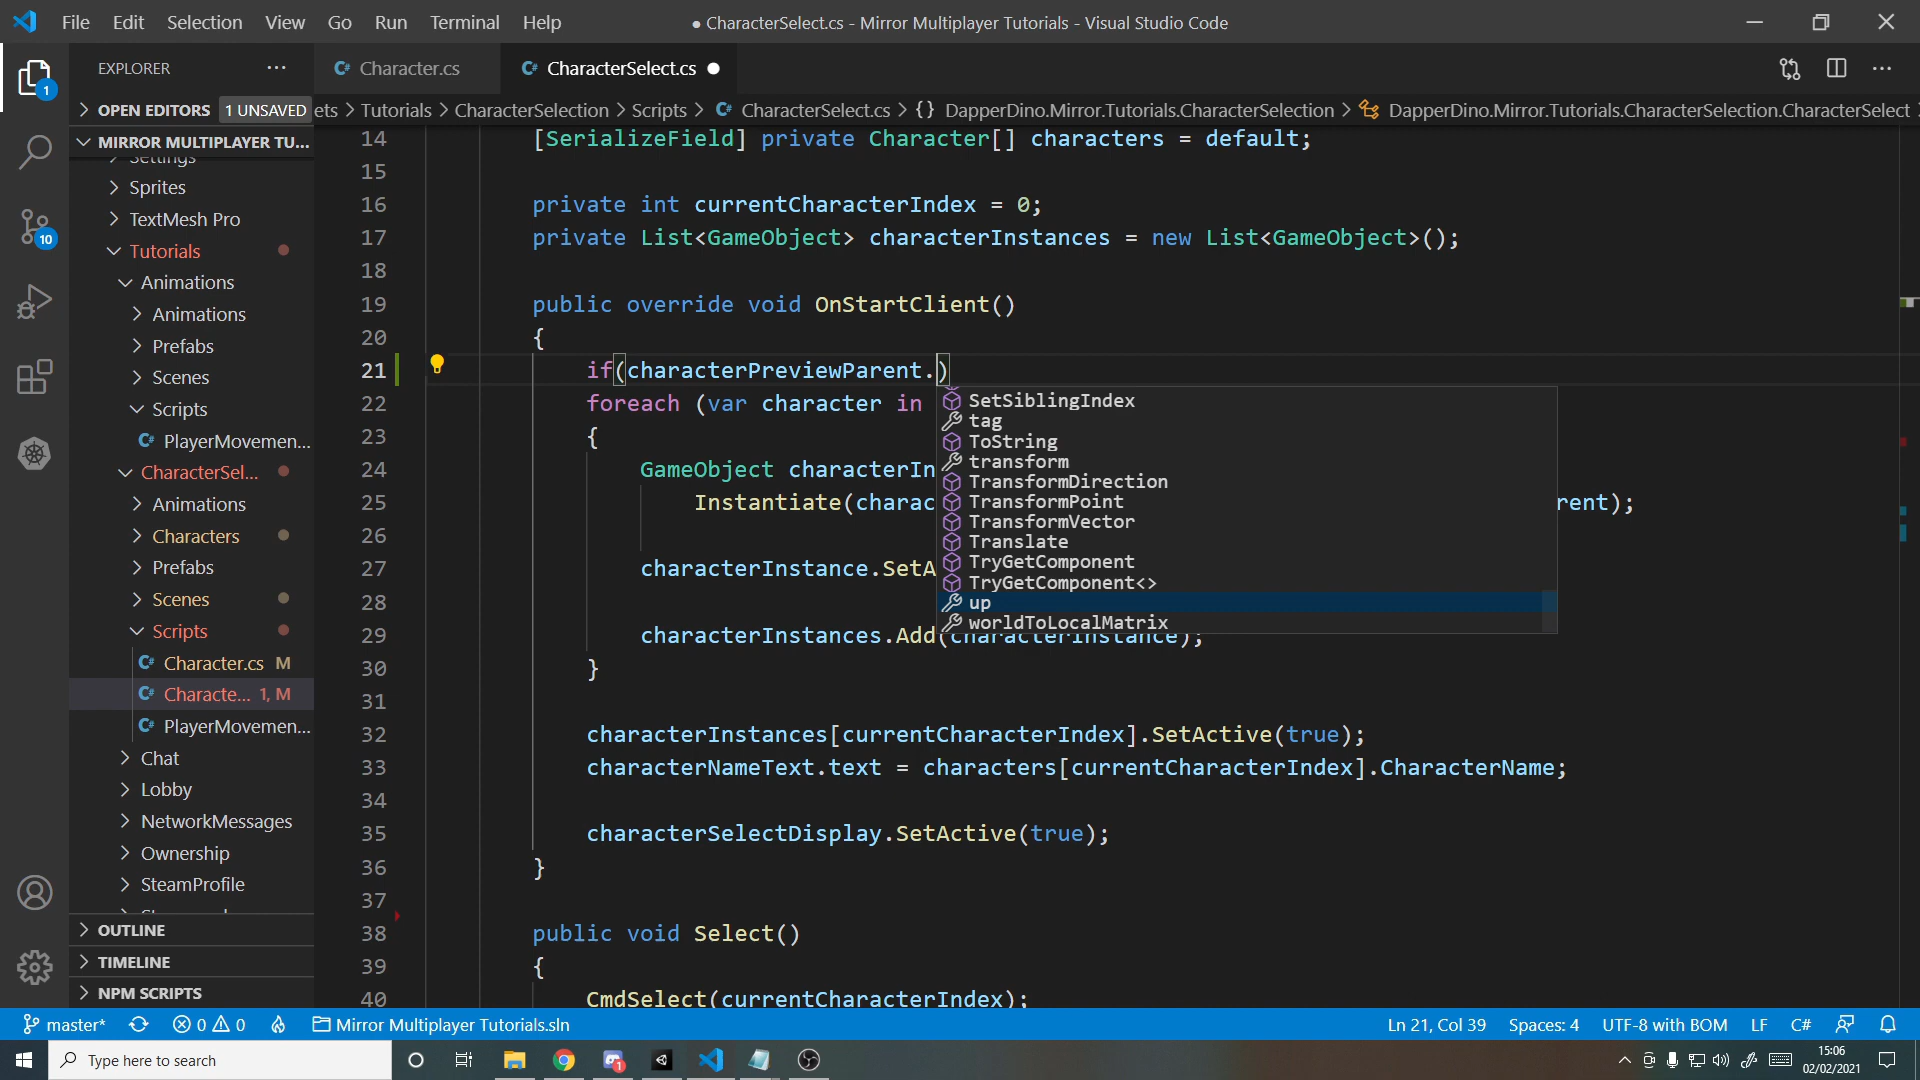 File Edit Selection View Go Run Terminal Help
● CharacterSelect.cs - Mirror Multiplayer Tutorials - Visual Studio Code
EXPLORER
Character.cs
CharacterSelect.cs
OPEN EDITORS 1 UNSAVED
ets > Tutorials > CharacterSelection > Scripts > CharacterSelect.cs > {} DapperDino.Mirror.Tutorials.CharacterSelection > DapperDino.Mirror.Tutorials.CharacterSelection.CharacterSelect
MIRROR MULTIPLAYER TU...
Settings
Sprites
TextMesh Pro
Tutorials
Animations
Animations
Prefabs
Scenes
Scripts
PlayerMovemen...
CharacterSel...
Animations
Characters
Prefabs
Scenes
Scripts
Character.cs M
Characte... 1, M
PlayerMovemen...
Chat
Lobby
NetworkMessages
Ownership
SteamProfile
OUTLINE
TIMELINE
NPM SCRIPTS
1
10
14 [SerializeField] private Character[] characters = default;
15
16 private int currentCharacterIndex = 0;
17 private List<GameObject> characterInstances = new List<GameObject>();
18
19 public override void OnStartClient()
20 {
21 if(characterPreviewParent.)
22 foreach (var character in
23 {
24 GameObject characterIn
25 Instantiate(charac rent);
26
27 characterInstance.SetA
28
29 characterInstances.Add(characterInstance);
30 }
31
32 characterInstances[currentCharacterIndex].SetActive(true);
33 characterNameText.text = characters[currentCharacterIndex].CharacterName;
34
35 characterSelectDisplay.SetActive(true);
36 }
37
38 public void Select()
39 {
40 CmdSelect(currentCharacterIndex);
SetSiblingIndex
tag
ToString
transform
TransformDirection
TransformPoint
TransformVector
Translate
TryGetComponent
TryGetComponent<>
up
worldToLocalMatrix
master* 0 0 Mirror Multiplayer Tutorials.sln
Ln 21, Col 39 Spaces: 4 UTF-8 with BOM LF C#
Type here to search
1
15:06
02/02/2021